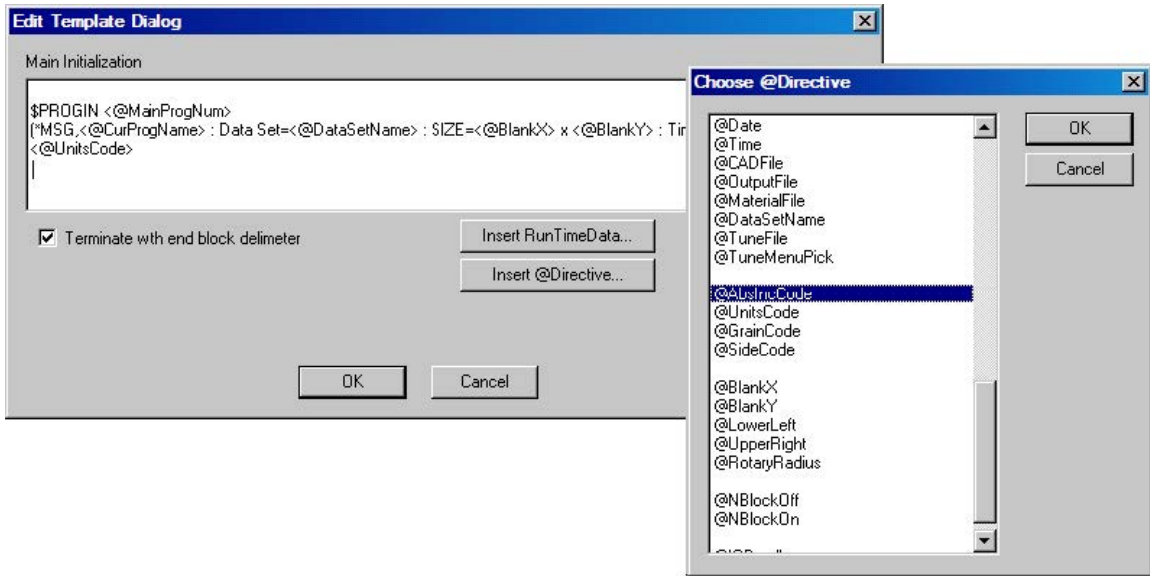 Edit Template Dialog
Main Initialization
$PROGIN <@MainProgNum>
(*MSG,<@CurProgName> : Data Set=<@DataSetName> : SIZE=<@BlankX> x <@BlankY> :
<@UnitsCode>
Terminate wth end block delimeter
Insert RunTimeData...
Insert @Directive...
OK
Cancel
Choose @Directive
@Date
@Time
@CADFile
@OutputFile
@MaterialFile
@DataSetName
@TuneFile
@TuneMenuPick
@AbsIncCode
@UnitsCode
@GrainCode
@SideCode
@BlankX
@BlankY
@LowerLeft
@UpperRight
@RotaryRadius
@NBlockOff
@NBlockOn
OK
Cancel